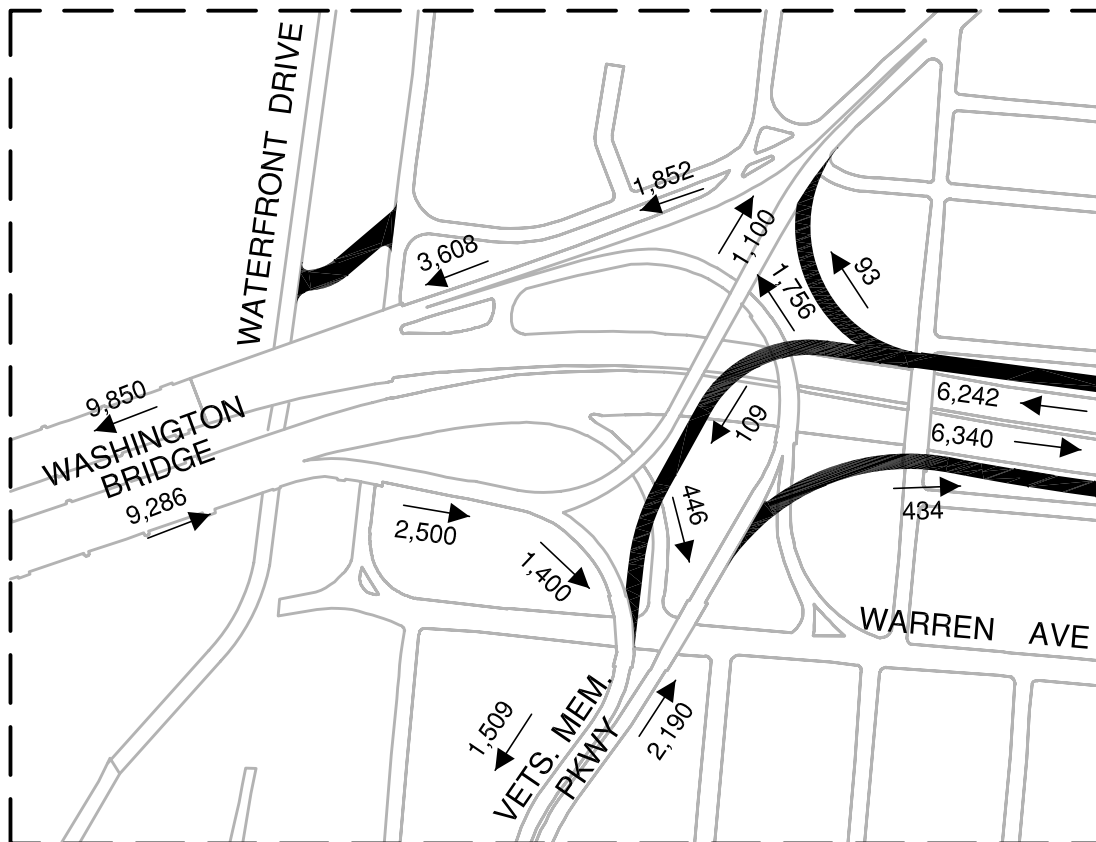 WATERFRONT DRIVE
1,852
3,608
1,100
1,756
93
9,850
WASHINGTON
BRIDGE
9,286
6,242
6,340
109
446
434
2,500
1,400
WARREN AVE
1,509
VETS. MEM.
PKWY
2,190